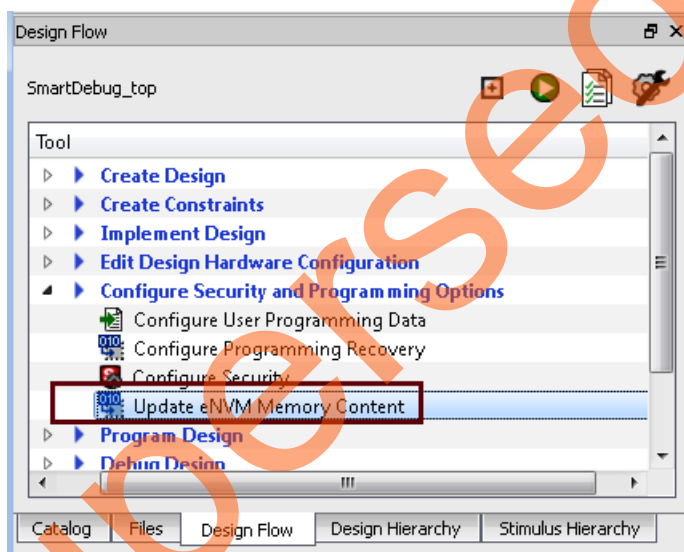 Design Flow
SmartDebug_top
Tool
Create Design
Create Constraints
Implement Design
Edit Design Hardware Configuration
Configure Security and Programming Options
Configure User Programming Data
Configure Programming Recovery
Configure Security
Update eNVM Memory Content
Program Design
Debug Design
Catalog Files Design Flow Design Hierarchy Stimulus Hierarchy